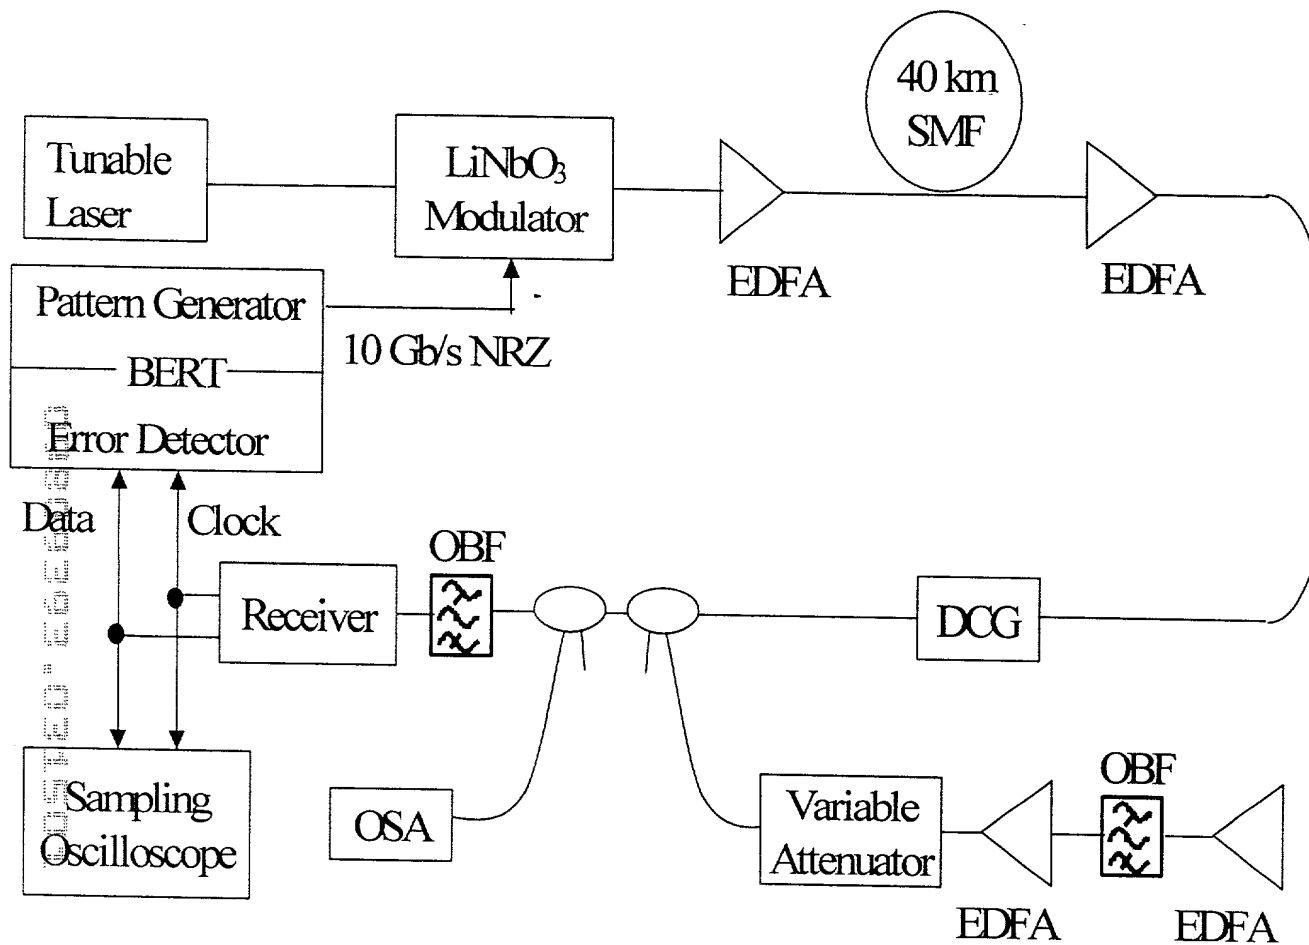 40 km
SMF
Tunable
Laser
LiNbO₃
Modulator
EDFA
EDFA
Pattern Generator
10 Gb/s NRZ
BERT
Error Detector
Data
Clock
OBF
Receiver
DCG
Sampling
Oscilloscope
OSA
Variable
Attenuator
OBF
EDFA
EDFA